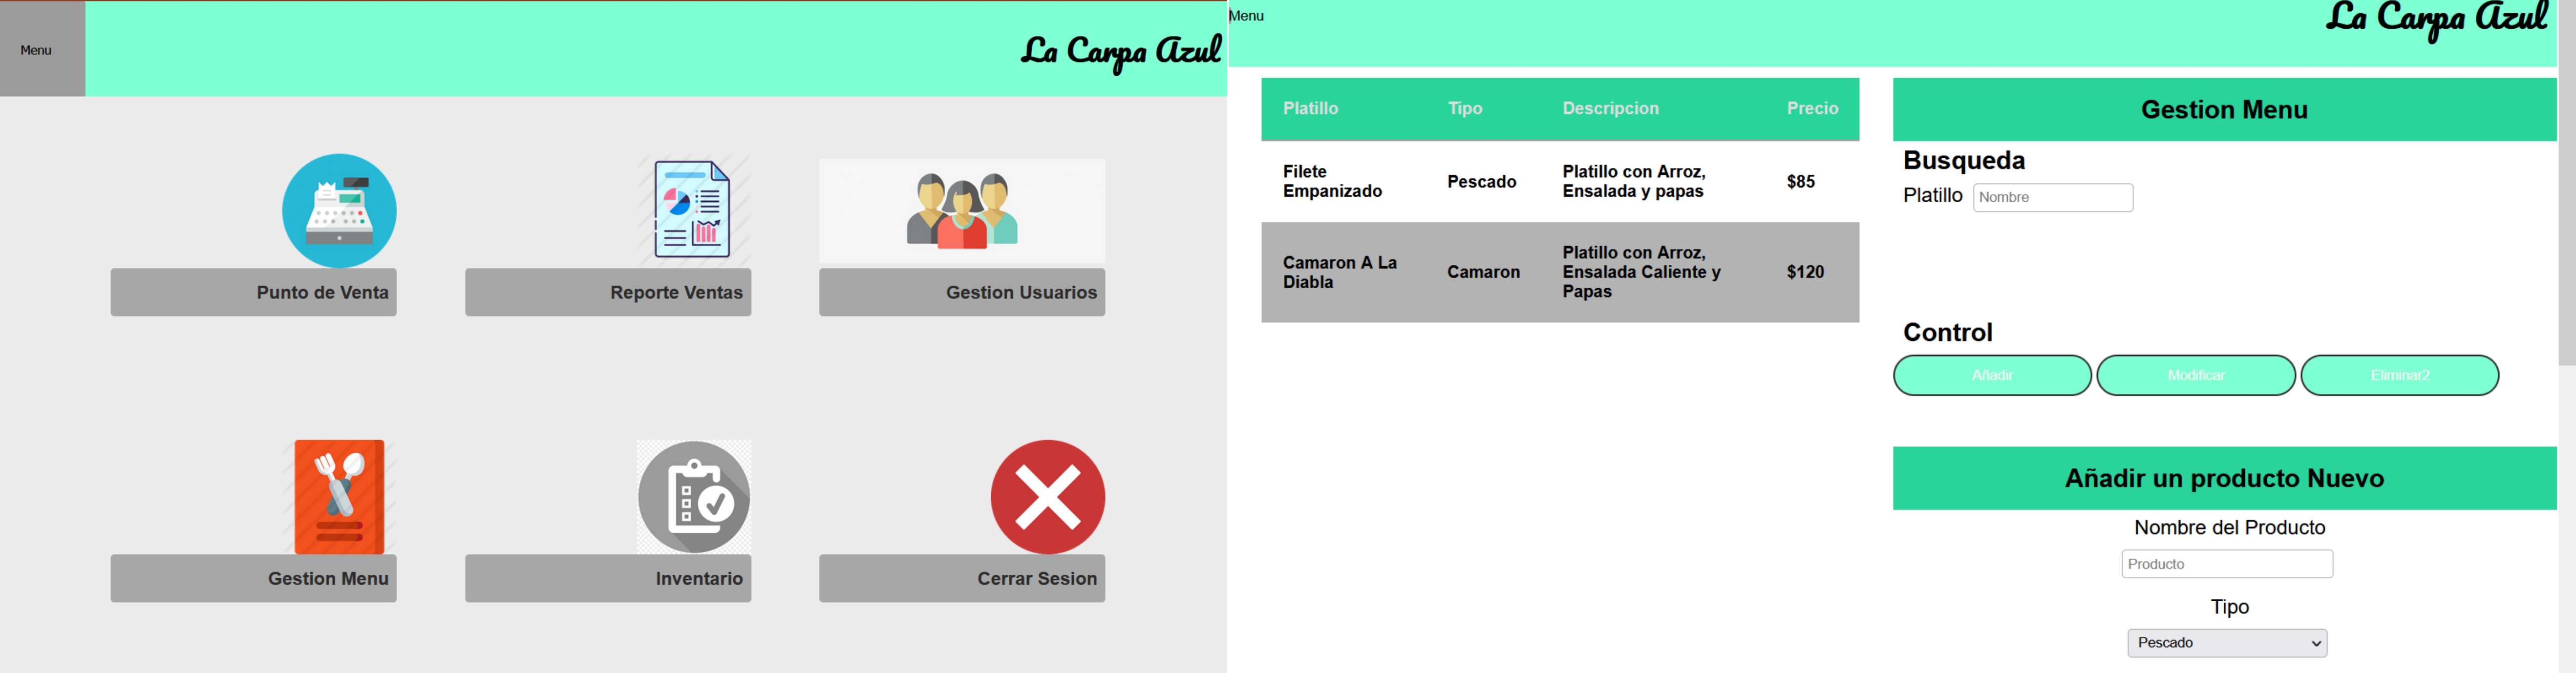 Menu
La Carpa Azul
Punto de Venta
Reporte Ventas
Gestion Usuarios
Gestion Menu
Inventario
Cerrar Sesion
Menu
La Carpa Azul
Platillo Tipo Descripcion Precio
Filete
Empanizado
Pescado
Platillo con Arroz,
Ensalada y papas
$85
Camaron A La
Diabla
Camaron
Platillo con Arroz,
Ensalada Caliente y
Papas
$120
Gestion Menu
Busqueda
Platillo Nombre
Control
Añadir Modificar Eliminar2
Añadir un producto Nuevo
Nombre del Producto
Producto
Tipo
Pescado